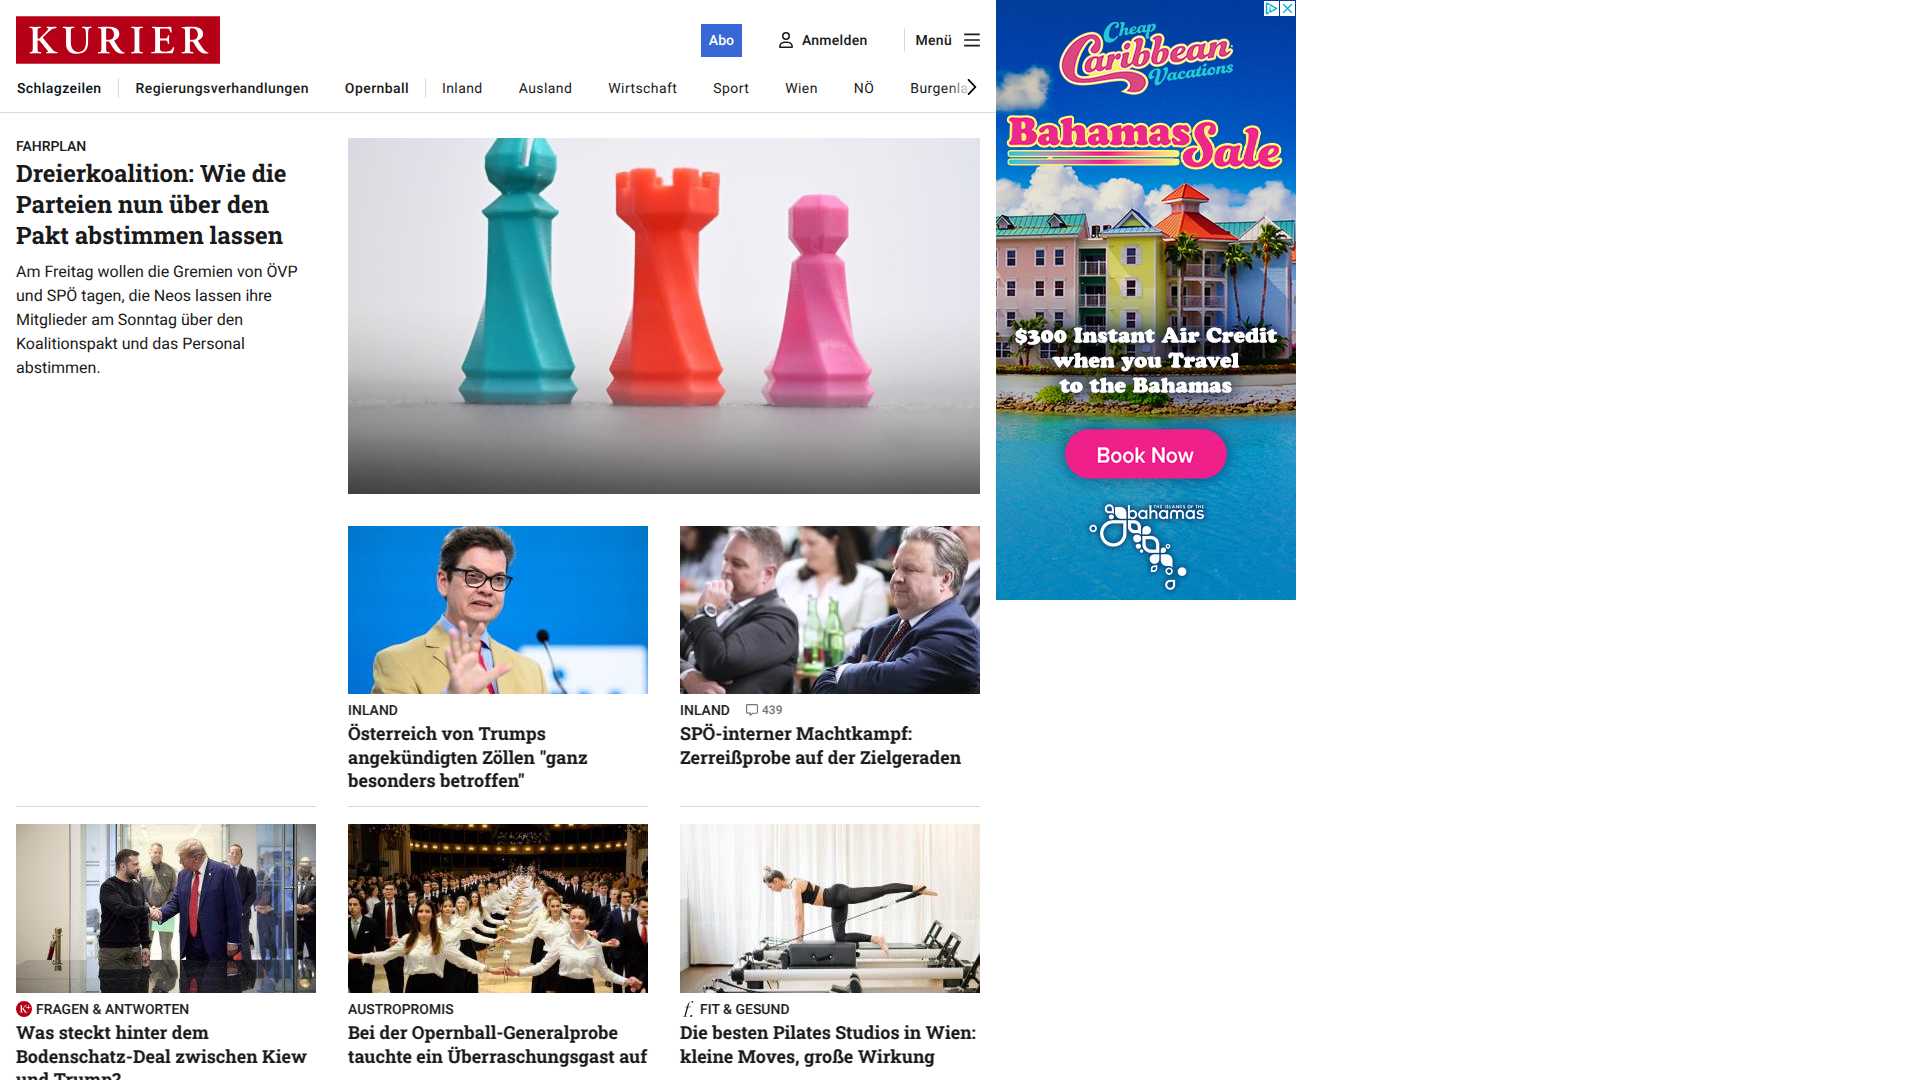 KURIER
Abo
Anmelden
Menü
Schlagzeilen
Regierungsverhandlungen
Opernball
Inland
Ausland
Wirtschaft
Sport
Wien
NÖ
Burgenla
FAHRPLAN
Dreierkoalition: Wie die
Parteien nun über den
Pakt abstimmen lassen
Am Freitag wollen die Gremien von ÖVP
und SPÖ tagen, die Neos lassen ihre
Mitglieder am Sonntag über den
Koalitionspakt und das Personal
abstimmen.
INLAND
Österreich von Trumps
angekündigten Zöllen "ganz
besonders betroffen"
INLAND 439
SPÖ-interner Machtkampf:
Zerreißprobe auf der Zielgeraden
K+ FRAGEN & ANTWORTEN
Was steckt hinter dem
Bodenschatz-Deal zwischen Kiew
und Trump?
AUSTROPROMIS
Bei der Opernball-Generalprobe
tauchte ein Überraschungsgast auf
f. FIT & GESUND
Die besten Pilates Studios in Wien:
kleine Moves, große Wirkung
Cheap
Caribbean
Vacations
Bahamas Sale
$300 Instant Air Credit
when you Travel
to the Bahamas
Book Now
THE ISLANDS OF THE
bahamas